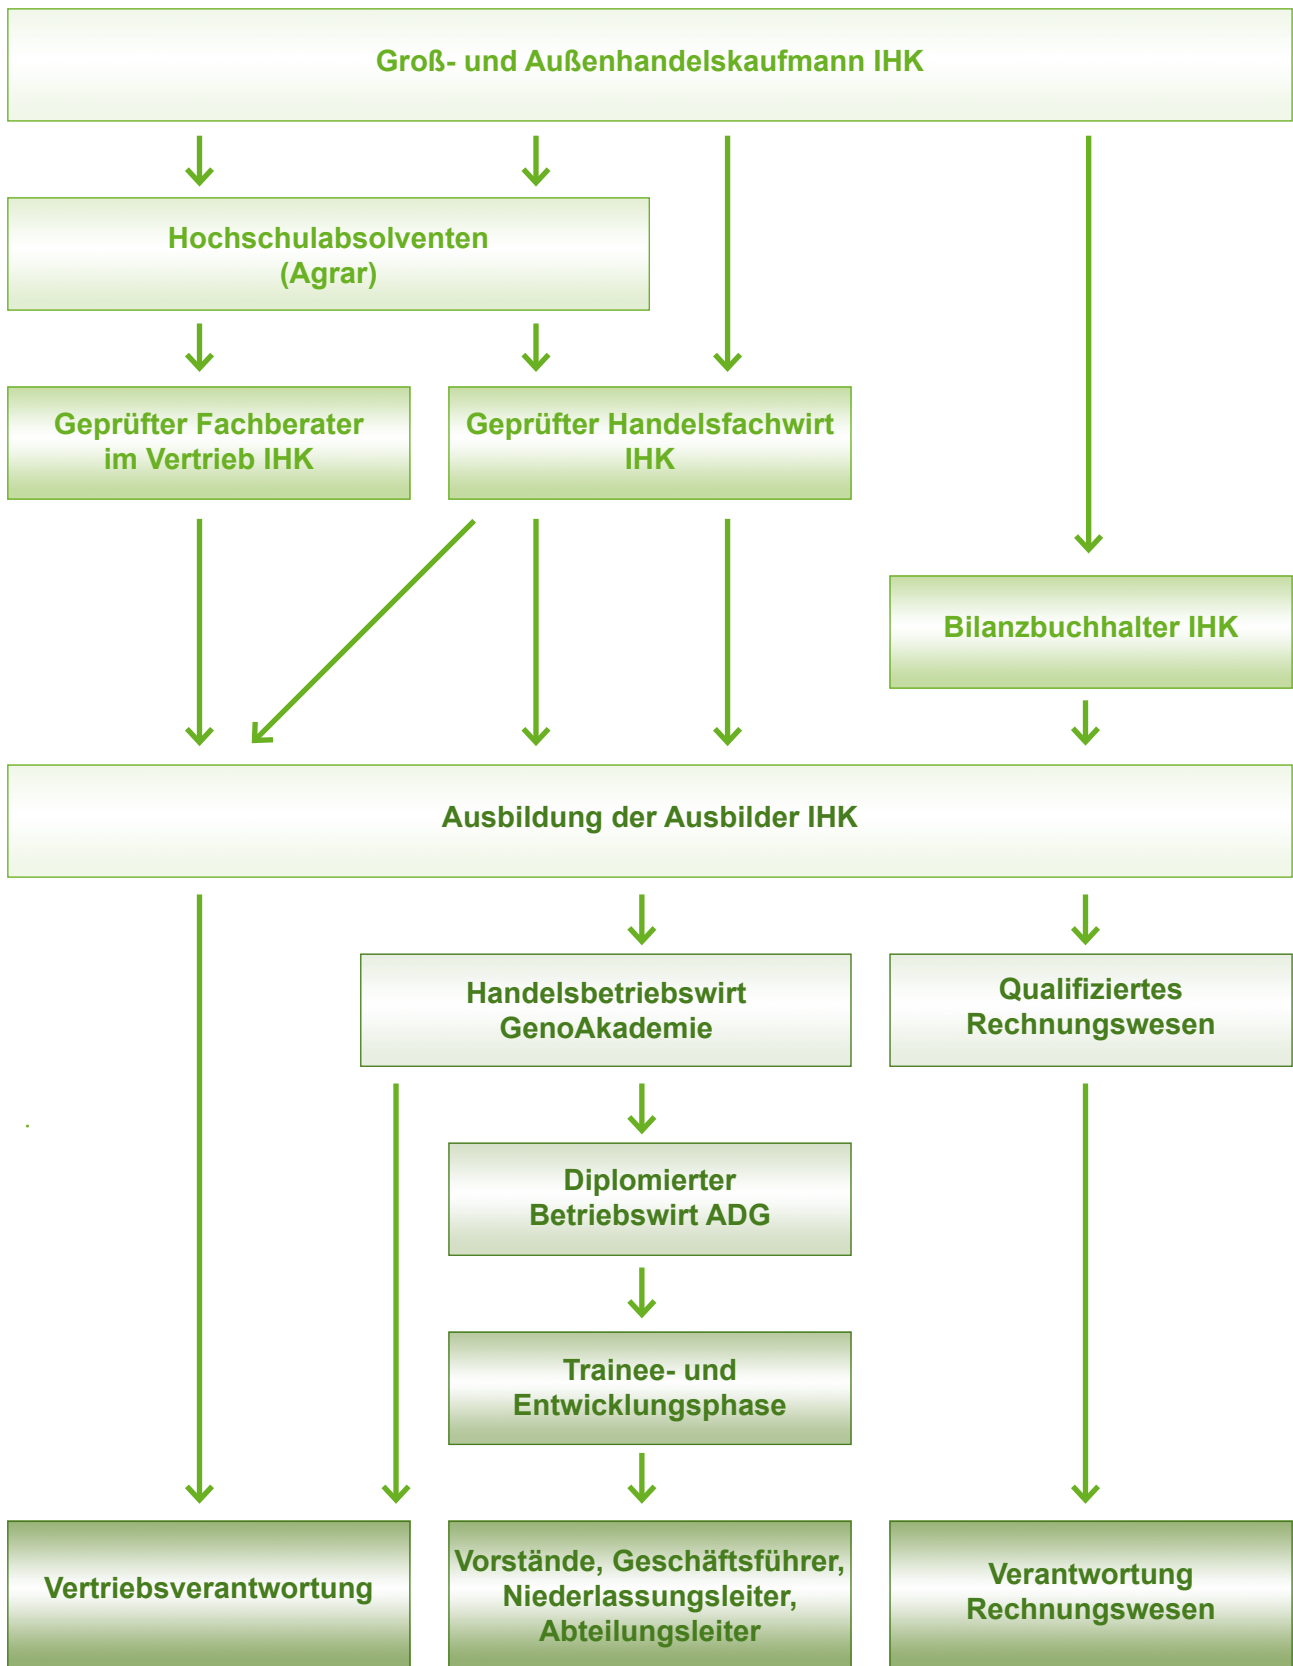 Groß- und Außenhandelskaufmann IHK
Hochschulabsolventen
(Agrar)
Geprüfter Fachberater
im Vertrieb IHK
Geprüfter Handelsfachwirt
IHK
Bilanzbuchhalter IHK
Ausbildung der Ausbilder IHK
Handelsbetriebswirt
GenoAkademie
Qualifiziertes
Rechnungswesen
Diplomierter
Betriebswirt ADG
Trainee- und
Entwicklungsphase
Vertriebsverantwortung
Vorstände, Geschäftsführer,
Niederlassungsleiter,
Abteilungsleiter
Verantwortung
Rechnungswesen